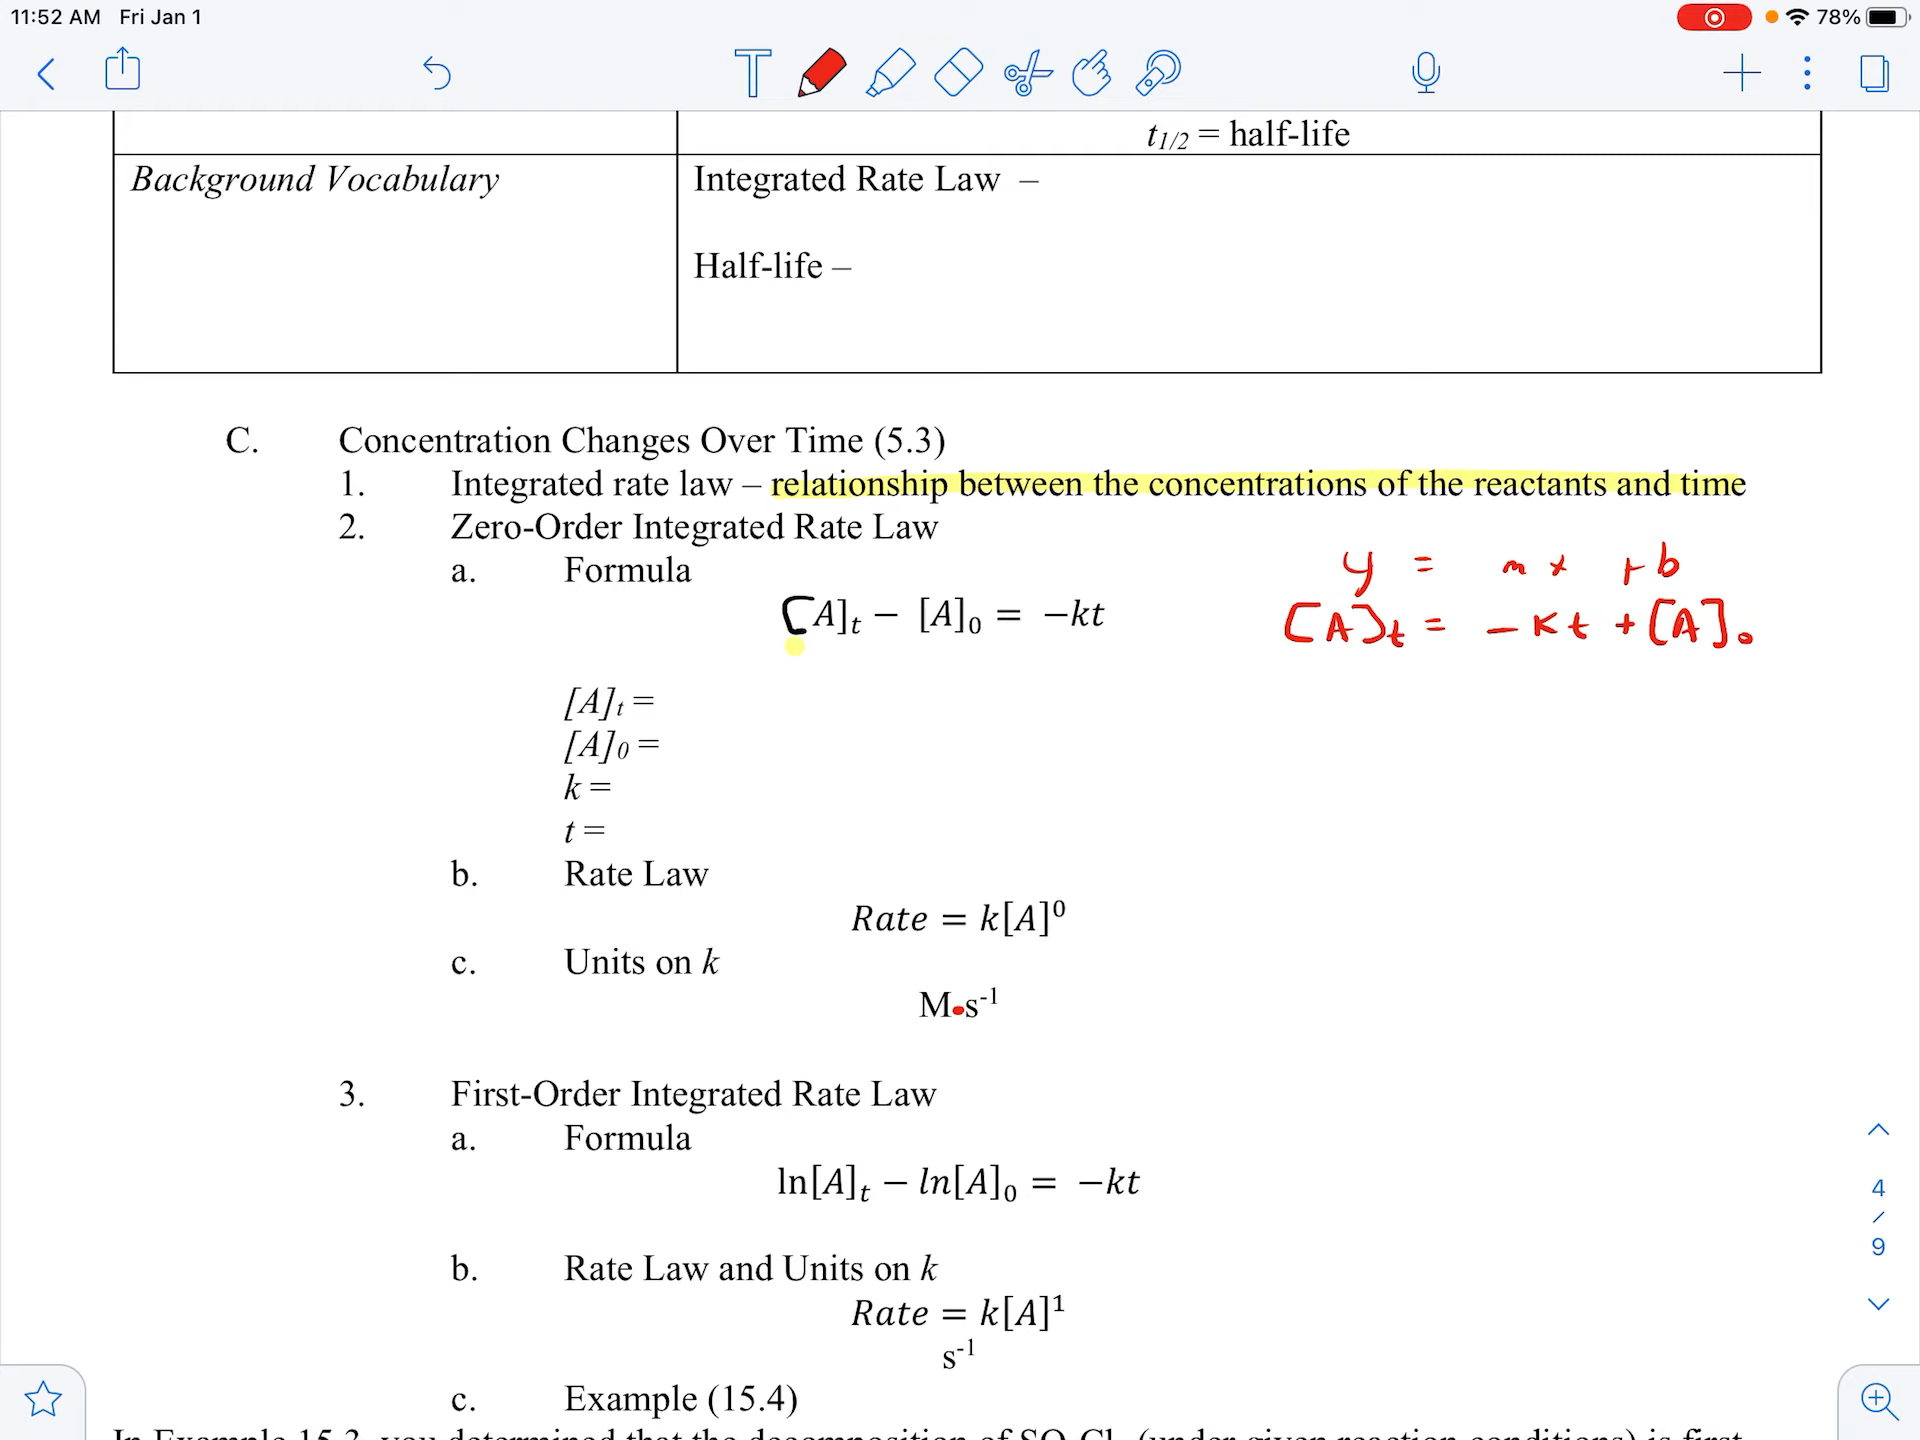 11:52 AM Fri Jan 1
78%
t1/2 = half-life
Background Vocabulary
Integrated Rate Law –
Half-life –
C. Concentration Changes Over Time (5.3)
1. Integrated rate law – relationship between the concentrations of the reactants and time
2. Zero-Order Integrated Rate Law
a. Formula
y = mx + b
[A]t − [A]0 = −kt
[A]t = −kt + [A]0
[A]t =
[A]0 =
k =
t =
b. Rate Law
Rate = k[A]⁰
c. Units on k
M•s⁻¹
3. First-Order Integrated Rate Law
a. Formula
ln[A]t − ln[A]0 = −kt
b. Rate Law and Units on k
Rate = k[A]¹
s⁻¹
c. Example (15.4)
4
/
9